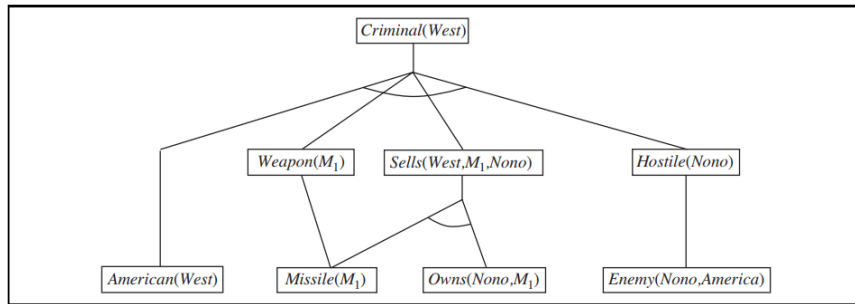 Criminal(West)
Weapon(M₁) Sells(West,M₁,Nono) Hostile(Nono)
American(West) Missile(M₁) Owns(Nono,M₁) Enemy(Nono,America)